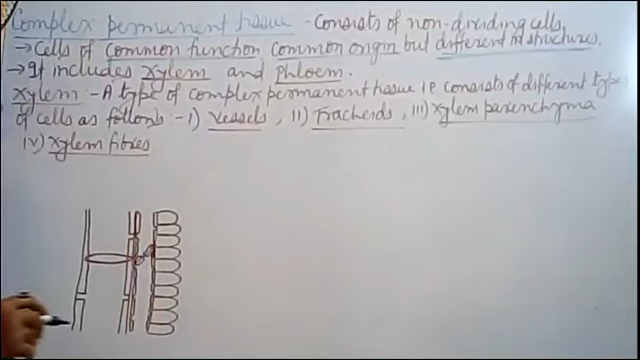 Complex permanent tissue - Consists of non-dividing cells,
→ Cells of Common function Common origin but different in structures.
→ It includes Xylem and Phloem.
Xylem - A type of complex permanent tissue i.e consists of different type
of cells as follows :- i) Vessels, ii) Tracheids, iii) Xylem parenchyma
iv) Xylem fibres